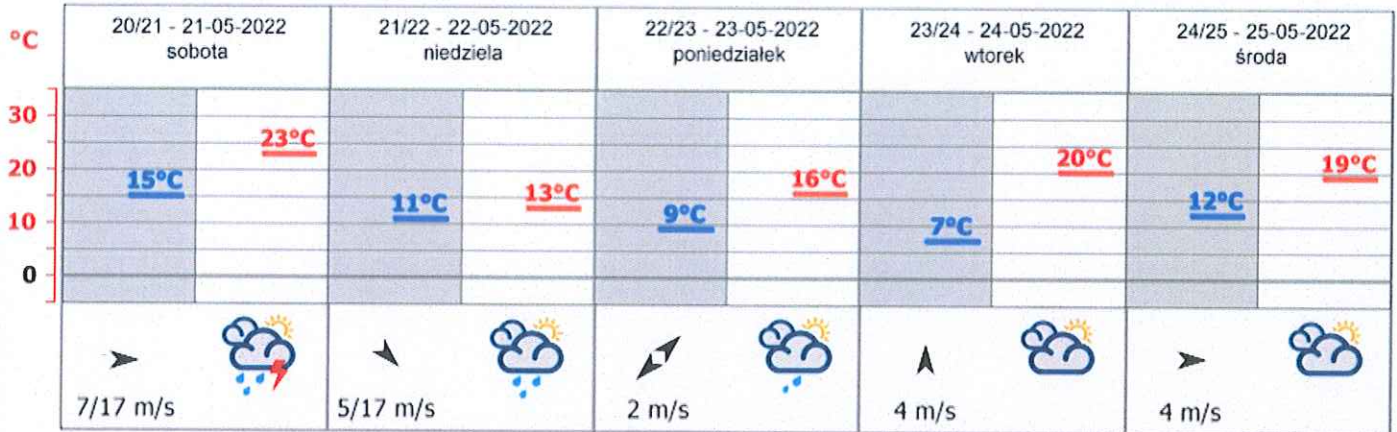 °C
20/21 - 21-05-2022
sobota
21/22 - 22-05-2022
niedziela
22/23 - 23-05-2022
poniedziałek
23/24 - 24-05-2022
wtorek
24/25 - 25-05-2022
środa
30
20
10
0
15°C
23°C
11°C
13°C
9°C
16°C
7°C
20°C
12°C
19°C
7/17 m/s
5/17 m/s
2 m/s
4 m/s
4 m/s